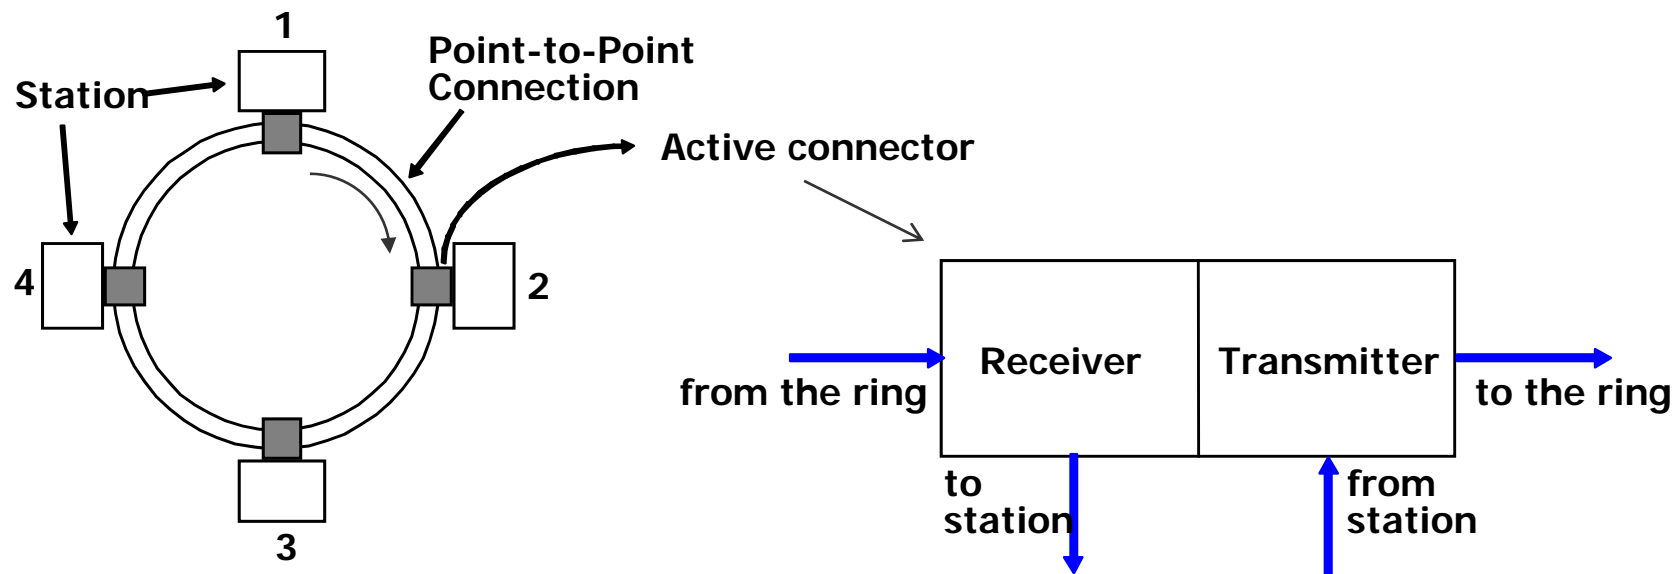 1
Point-to-Point
Connection
Station
Active connector
4
2
3
Receiver
Transmitter
from the ring
to the ring
to
station
from
station